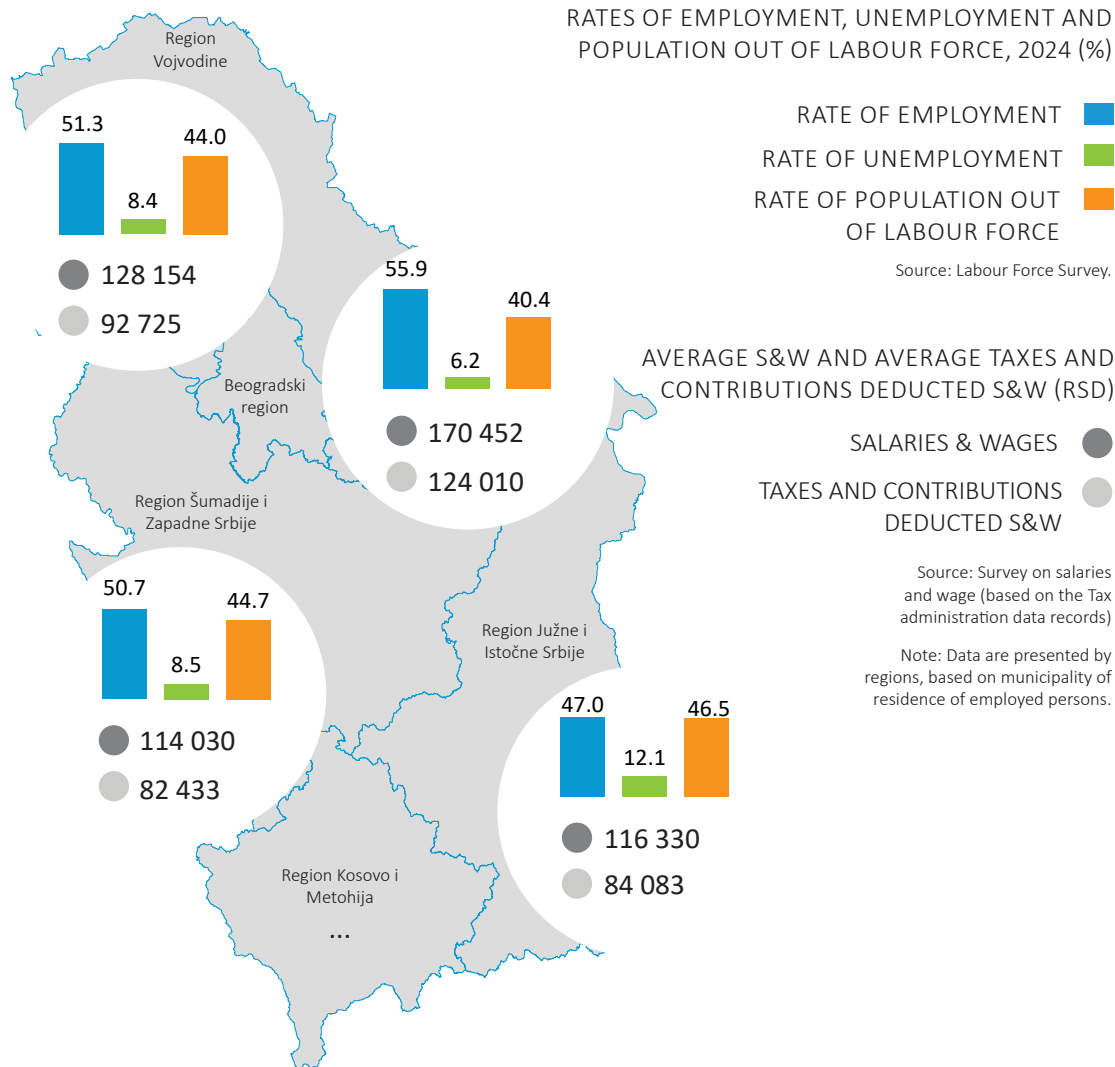 RATES OF EMPLOYMENT, UNEMPLOYMENT AND
POPULATION OUT OF LABOUR FORCE, 2024 (%)
RATE OF EMPLOYMENT
RATE OF UNEMPLOYMENT
RATE OF POPULATION OUT
OF LABOUR FORCE
Source: Labour Force Survey.
AVERAGE S&W AND AVERAGE TAXES AND
CONTRIBUTIONS DEDUCTED S&W (RSD)
SALARIES & WAGES
TAXES AND CONTRIBUTIONS
DEDUCTED S&W
Source: Survey on salaries
and wage (based on the Tax
administration data records)
Note: Data are presented by
regions, based on municipality of
residence of employed persons.
Region
Vojvodine
51.3
8.4
44.0
128 154
92 725
Beogradski
region
55.9
6.2
40.4
170 452
124 010
Region Šumadije i
Zapadne Srbije
50.7
8.5
44.7
114 030
82 433
Region Južne i
Istočne Srbije
47.0
12.1
46.5
116 330
84 083
Region Kosovo i
Metohija
...